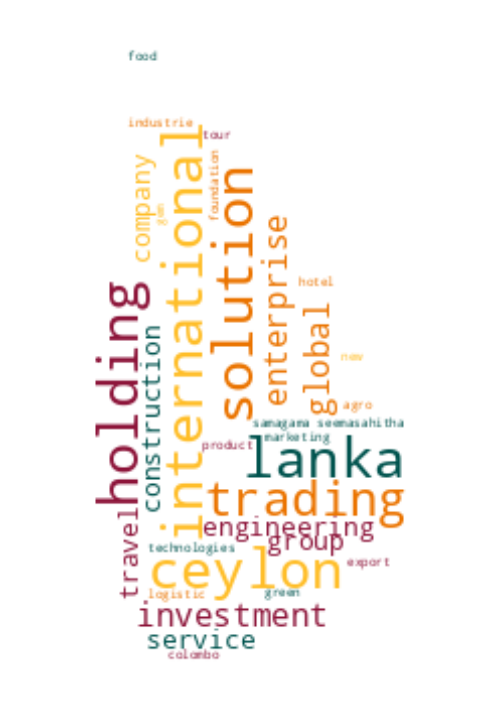 food
industrie
tour
international
company
gem
foundation
solution
enterprise
hotel
holding
global
construction
new
agro
samagama seemasahitha
marketing
product
lanka
trading
travel
engineering
group
technologies
ceylon
export
logistic
green
investment
service
colombo